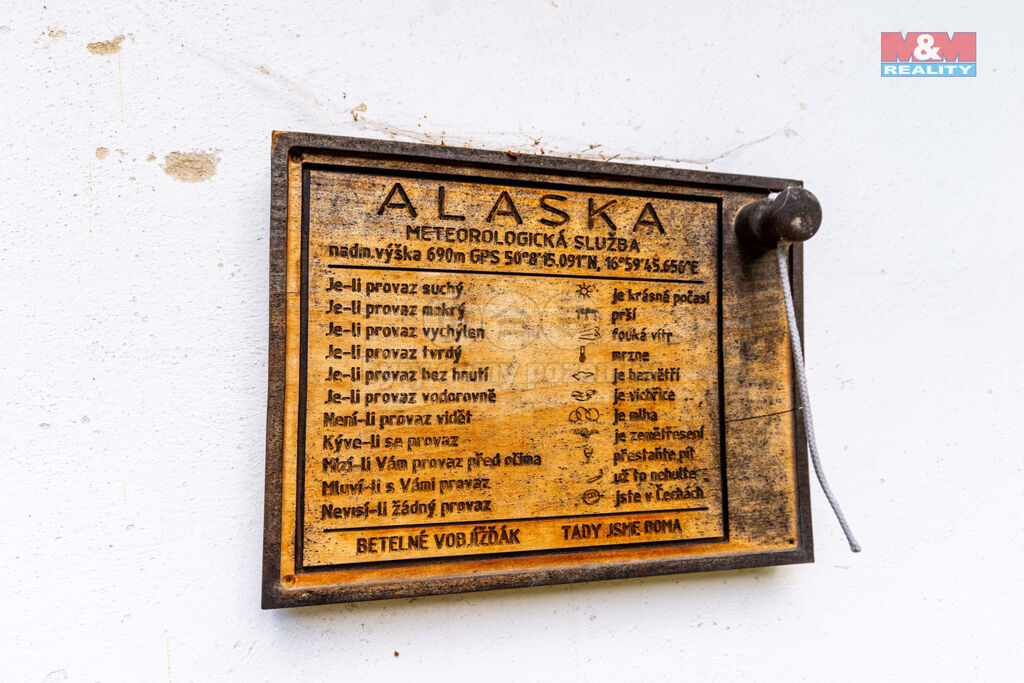 M&M
REALITY
ALASKA
METEOROLOGICKÁ SLUŽBA
nadm.výška 690m GPS 50°8'15.091"N, 16°59'45.656"E
Je-li provaz suchý je krásné počasí
Je-li provaz mokrý prší
Je-li provaz vychýlen fouká vítr
Je-li provaz tvrdý mrzne
Je-li provaz bez hnutí je bezvětří
Je-li provaz vodorovně je vichřice
Není-li provaz vidět je mlha
Kýve-li se provaz je zemětřesení
Mizí-li Vám provaz před očima přestaňte pít
Mluví-li s Vámi provaz už to nehulte
Nevisí-li žádný provaz jste v Čechách
BETELNÉ VOBJÍŽĎÁK TADY JSME DOMA